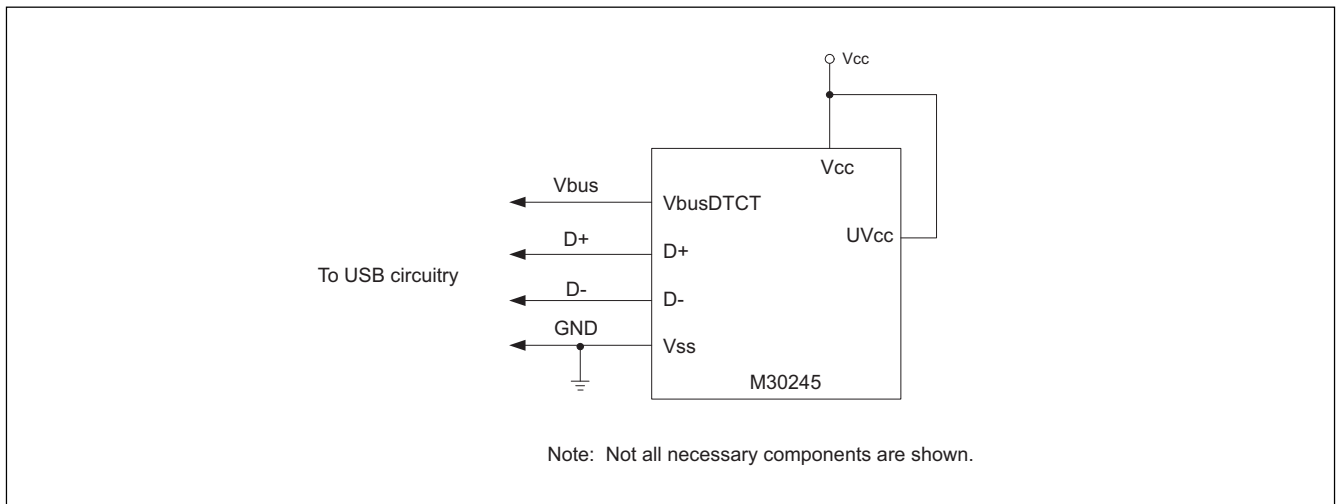 Vcc
Vcc
Vbus
VbusDTCT
UVcc
D+
D+
To USB circuitry
D-
D-
GND
Vss
M30245
Note: Not all necessary components are shown.